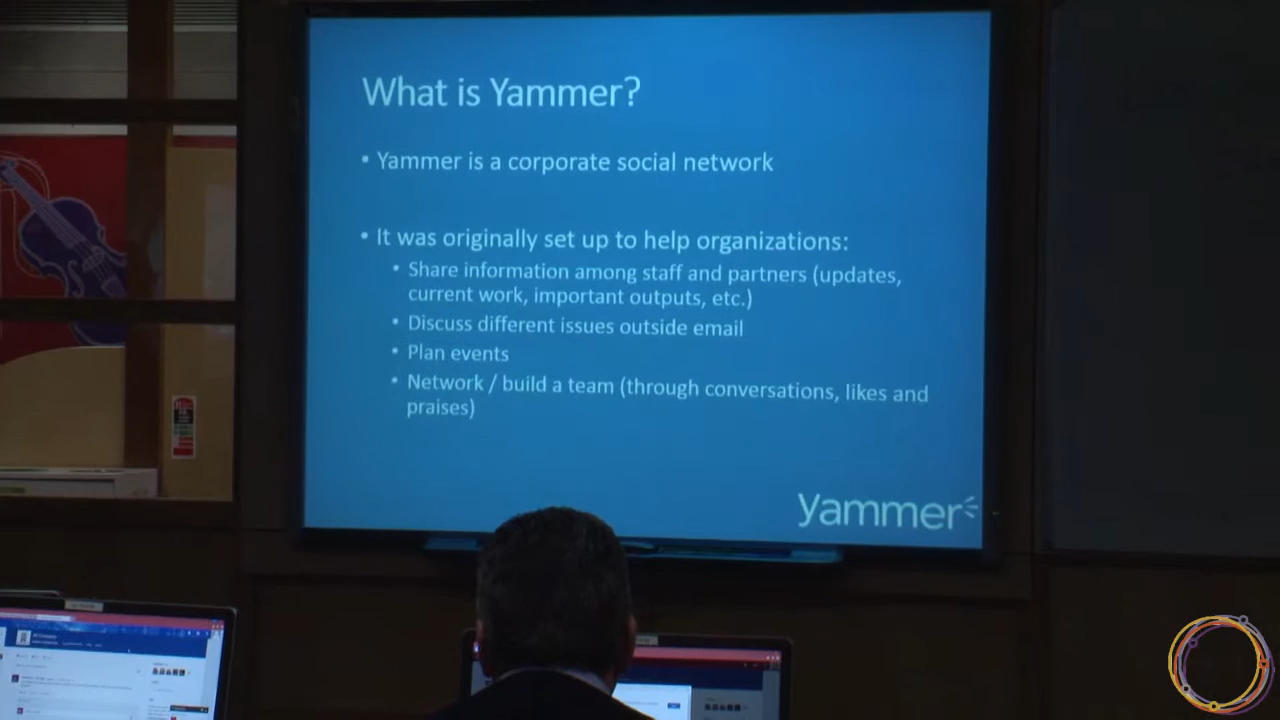 What is Yammer?
• Yammer is a corporate social network
• It was originally set up to help organizations:
• Share information among staff and partners (updates,
current work, important outputs, etc.)
• Discuss different issues outside email
• Plan events
• Network / build a team (through conversations, likes and
praises)
yammer